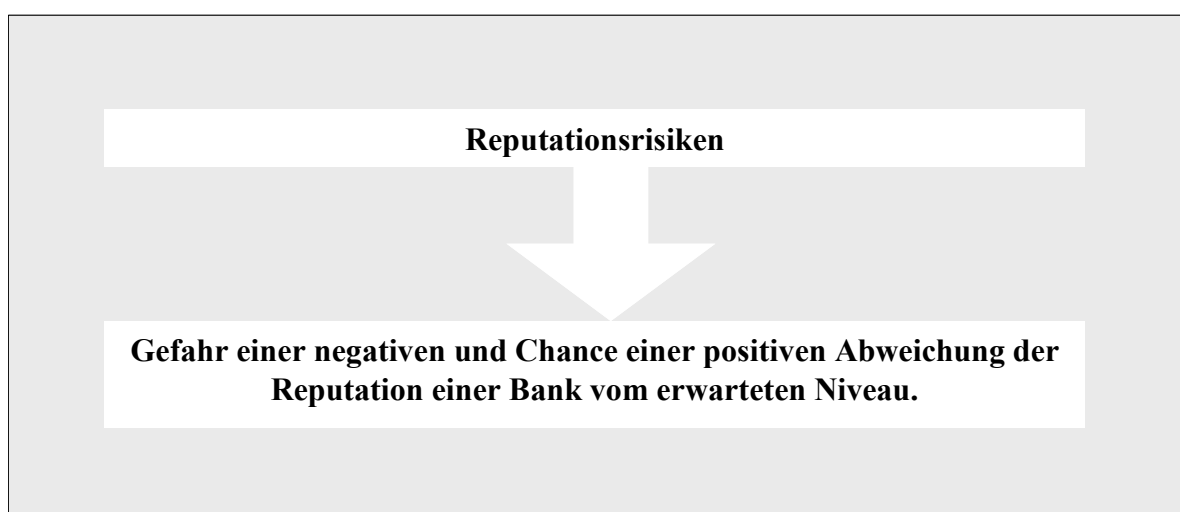 Reputationsrisiken
Gefahr einer negativen und Chance einer positiven Abweichung der
Reputation einer Bank vom erwarteten Niveau.